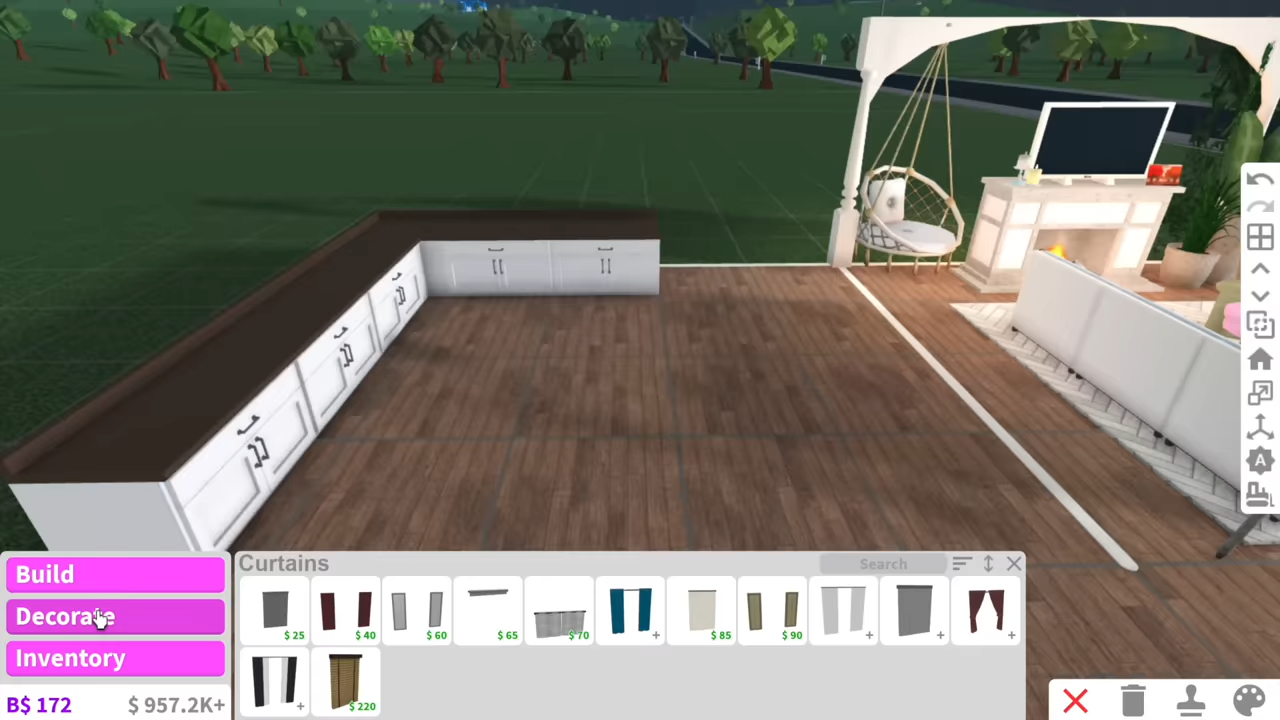 Build
Decorate
Inventory
B$ 172
$ 957.2K+
Curtains
Search
$ 25
$ 40
$ 60
$ 65
$ 70
+
$ 85
$ 90
+
+
+
+
$ 220
A